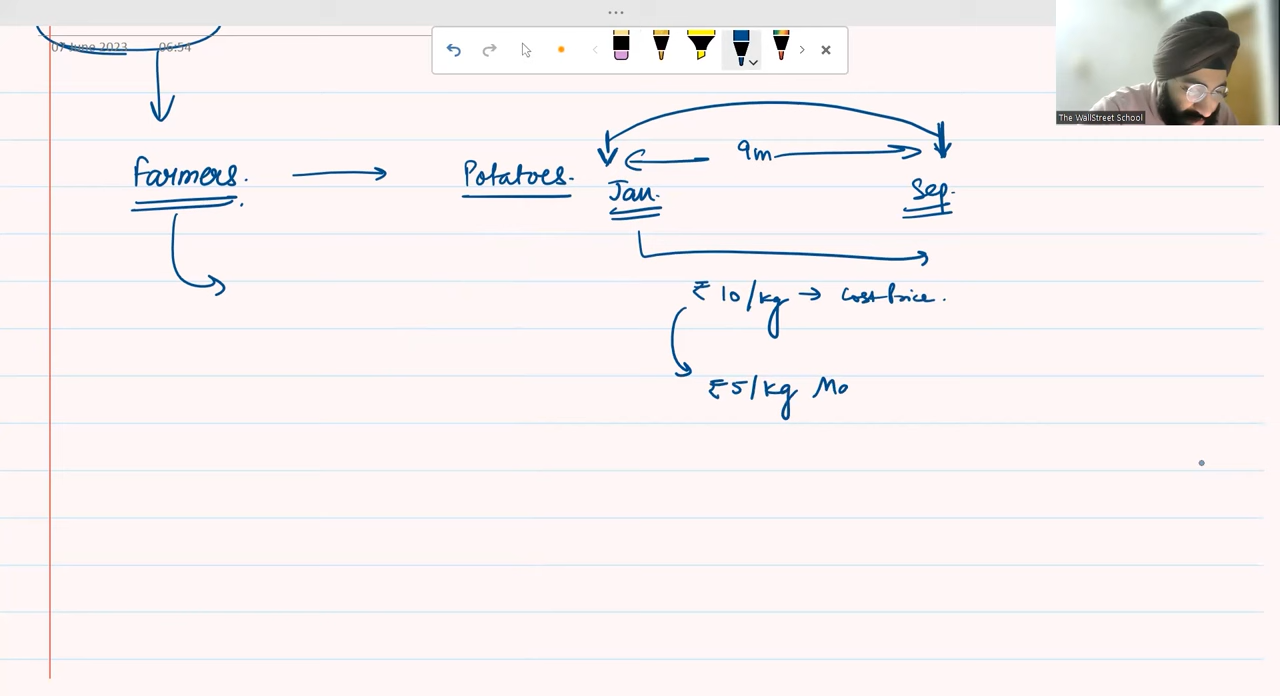 07 June 2023 06:54
The WallStreet School
9m
Farmers. Potatoes. Jan. Sep.
₹ 10/kg → Cost Price.
₹5/kg Mo